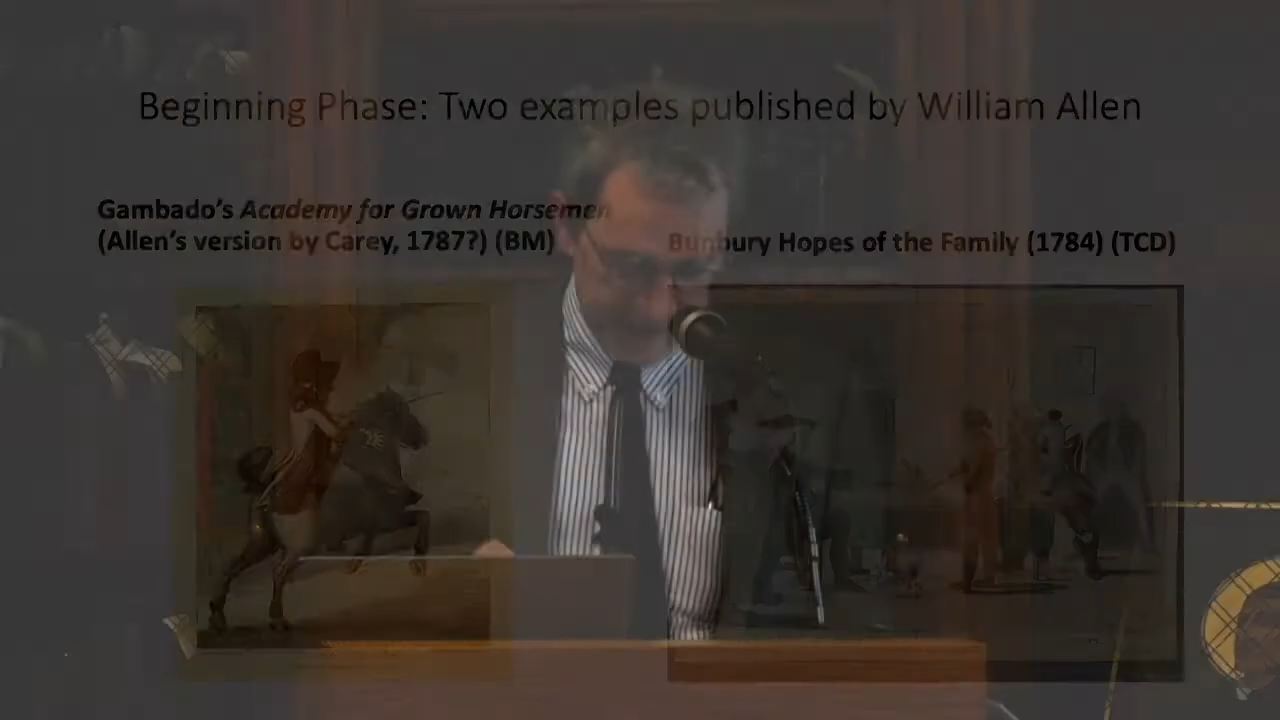 Beginning Phase: Two examples published by William Allen
Gambado’s Academy for Grown Horsemen
(Allen’s version by Carey, 1787?) (BM)
Bunbury Hopes of the Family (1784) (TCD)